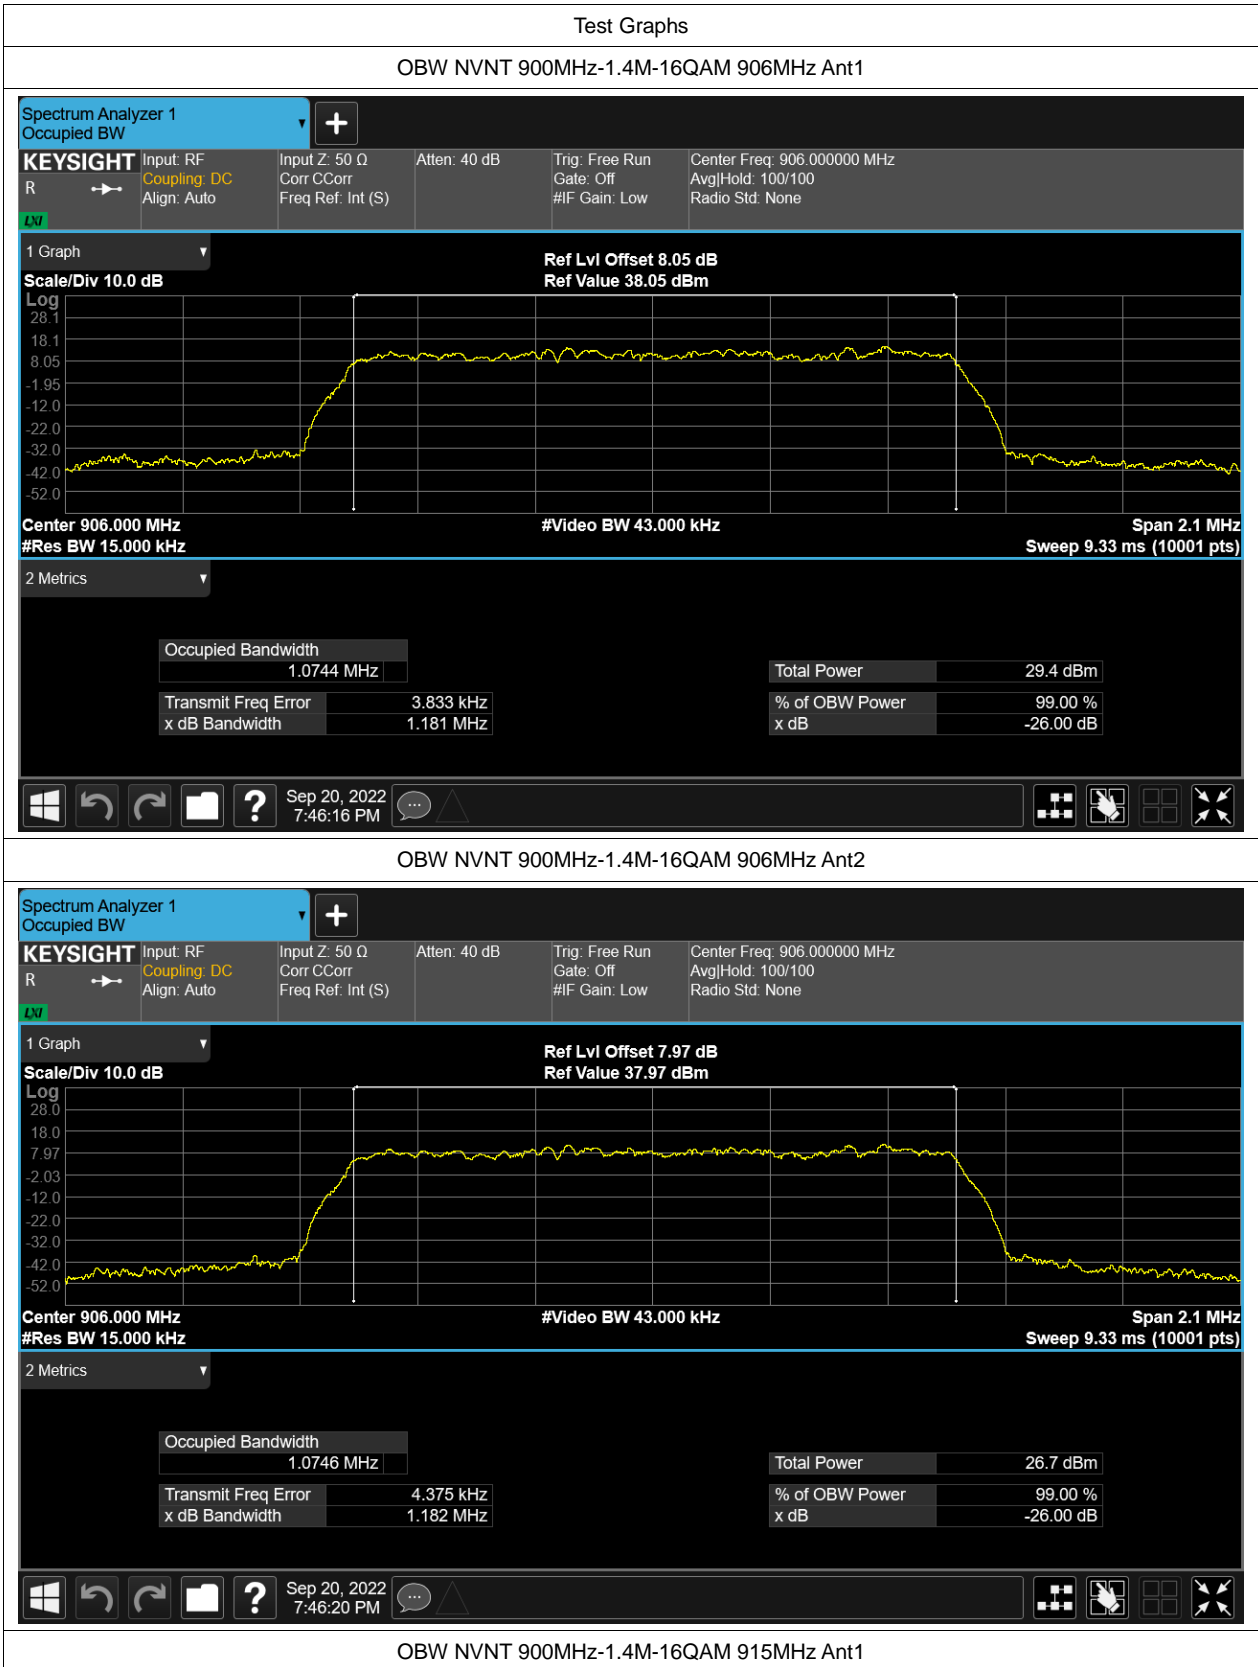 Test Graphs
OBW NVNT 900MHz-1.4M-16QAM 906MHz Ant1
Spectrum Analyzer 1
Occupied BW
KEYSIGHT Input: RF Input Z: 50 Ω Atten: 40 dB Trig: Free Run Center Freq: 906.000000 MHz
R Coupling: DC Corr CCorr Gate: Off Avg|Hold: 100/100
Align: Auto Freq Ref: Int (S) #IF Gain: Low Radio Std: None
LXI
1 Graph
Ref Lvl Offset 8.05 dB
Scale/Div 10.0 dB Ref Value 38.05 dBm
Log
28.1
18.1
8.05
-1.95
-12.0
-22.0
-32.0
-42.0
-52.0
Center 906.000 MHz #Video BW 43.000 kHz Span 2.1 MHz
#Res BW 15.000 kHz Sweep 9.33 ms (10001 pts)
2 Metrics
Occupied Bandwidth
1.0744 MHz Total Power 29.4 dBm
Transmit Freq Error 3.833 kHz % of OBW Power 99.00 %
x dB Bandwidth 1.181 MHz x dB -26.00 dB
? Sep 20, 2022
7:46:16 PM
OBW NVNT 900MHz-1.4M-16QAM 906MHz Ant2
Spectrum Analyzer 1
Occupied BW
KEYSIGHT Input: RF Input Z: 50 Ω Atten: 40 dB Trig: Free Run Center Freq: 906.000000 MHz
R Coupling: DC Corr CCorr Gate: Off Avg|Hold: 100/100
Align: Auto Freq Ref: Int (S) #IF Gain: Low Radio Std: None
LXI
1 Graph
Ref Lvl Offset 7.97 dB
Scale/Div 10.0 dB Ref Value 37.97 dBm
Log
28.0
18.0
7.97
-2.03
-12.0
-22.0
-32.0
-42.0
-52.0
Center 906.000 MHz #Video BW 43.000 kHz Span 2.1 MHz
#Res BW 15.000 kHz Sweep 9.33 ms (10001 pts)
2 Metrics
Occupied Bandwidth
1.0746 MHz Total Power 26.7 dBm
Transmit Freq Error 4.375 kHz % of OBW Power 99.00 %
x dB Bandwidth 1.182 MHz x dB -26.00 dB
? Sep 20, 2022
7:46:20 PM
OBW NVNT 900MHz-1.4M-16QAM 915MHz Ant1